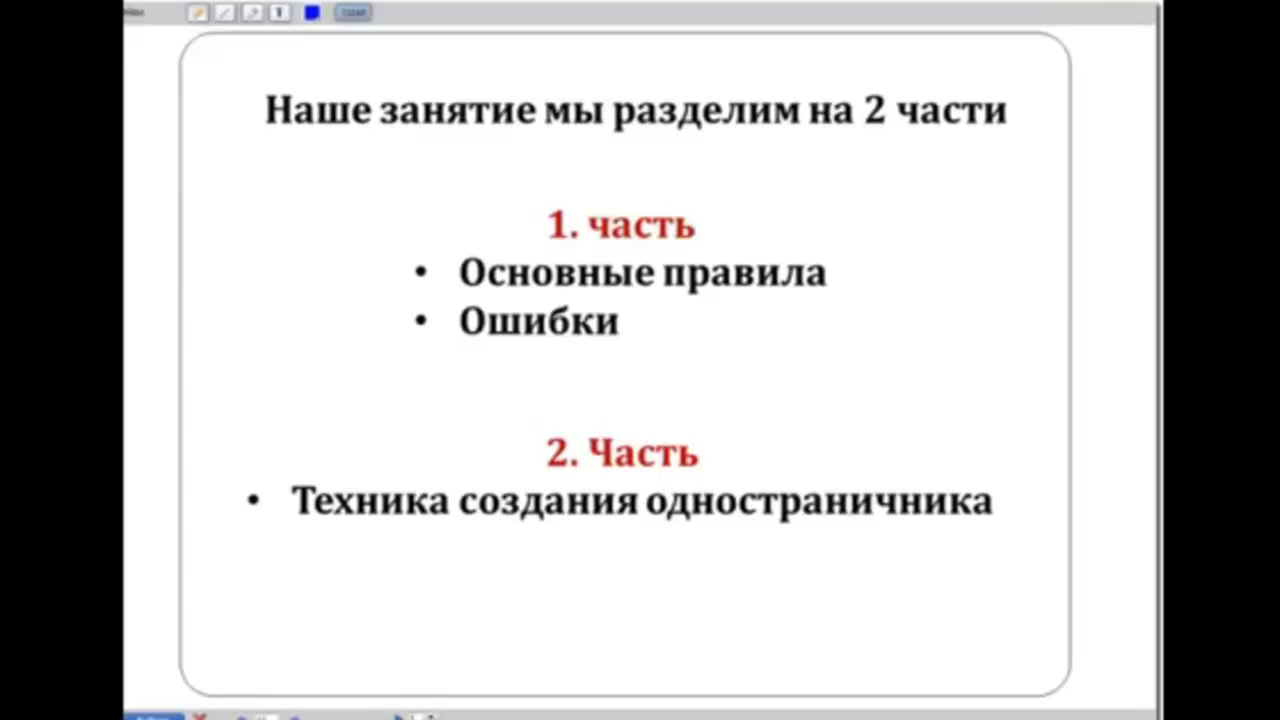 Наше занятие мы разделим на 2 части
1. часть
• Основные правила
• Ошибки
2. Часть
• Техника создания одностраничника